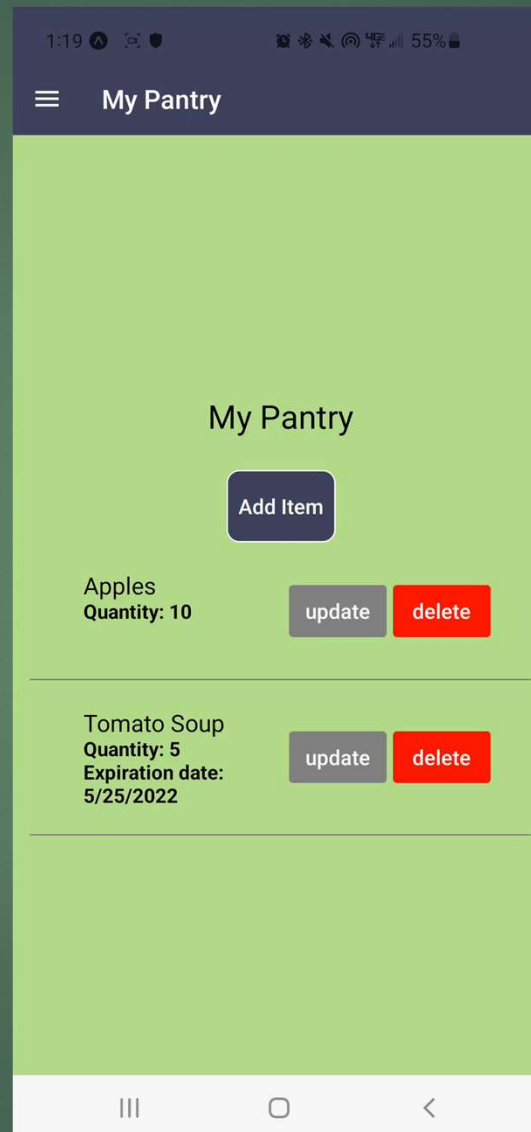 1:19 4G 55%
My Pantry
My Pantry
Add Item
Apples
Quantity: 10
update delete
Tomato Soup
Quantity: 5
Expiration date:
5/25/2022
update delete